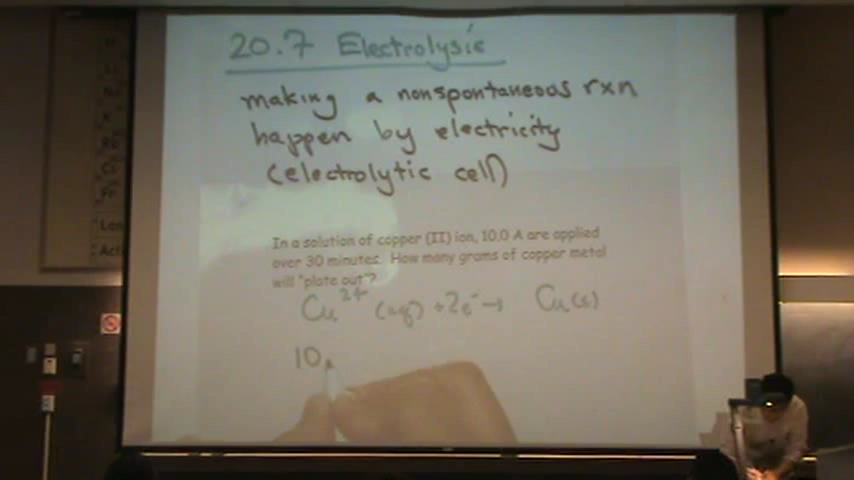 20.7 Electrolysis
making a nonspontaneous rxn
happen by electricity
(electrolytic cell)
In a solution of copper (II) ion, 10.0 A are applied
over 30 minutes. How many grams of copper metal
will "plate out"?
Cu²⁺ (aq) + 2e⁻ → Cu(s)
10.